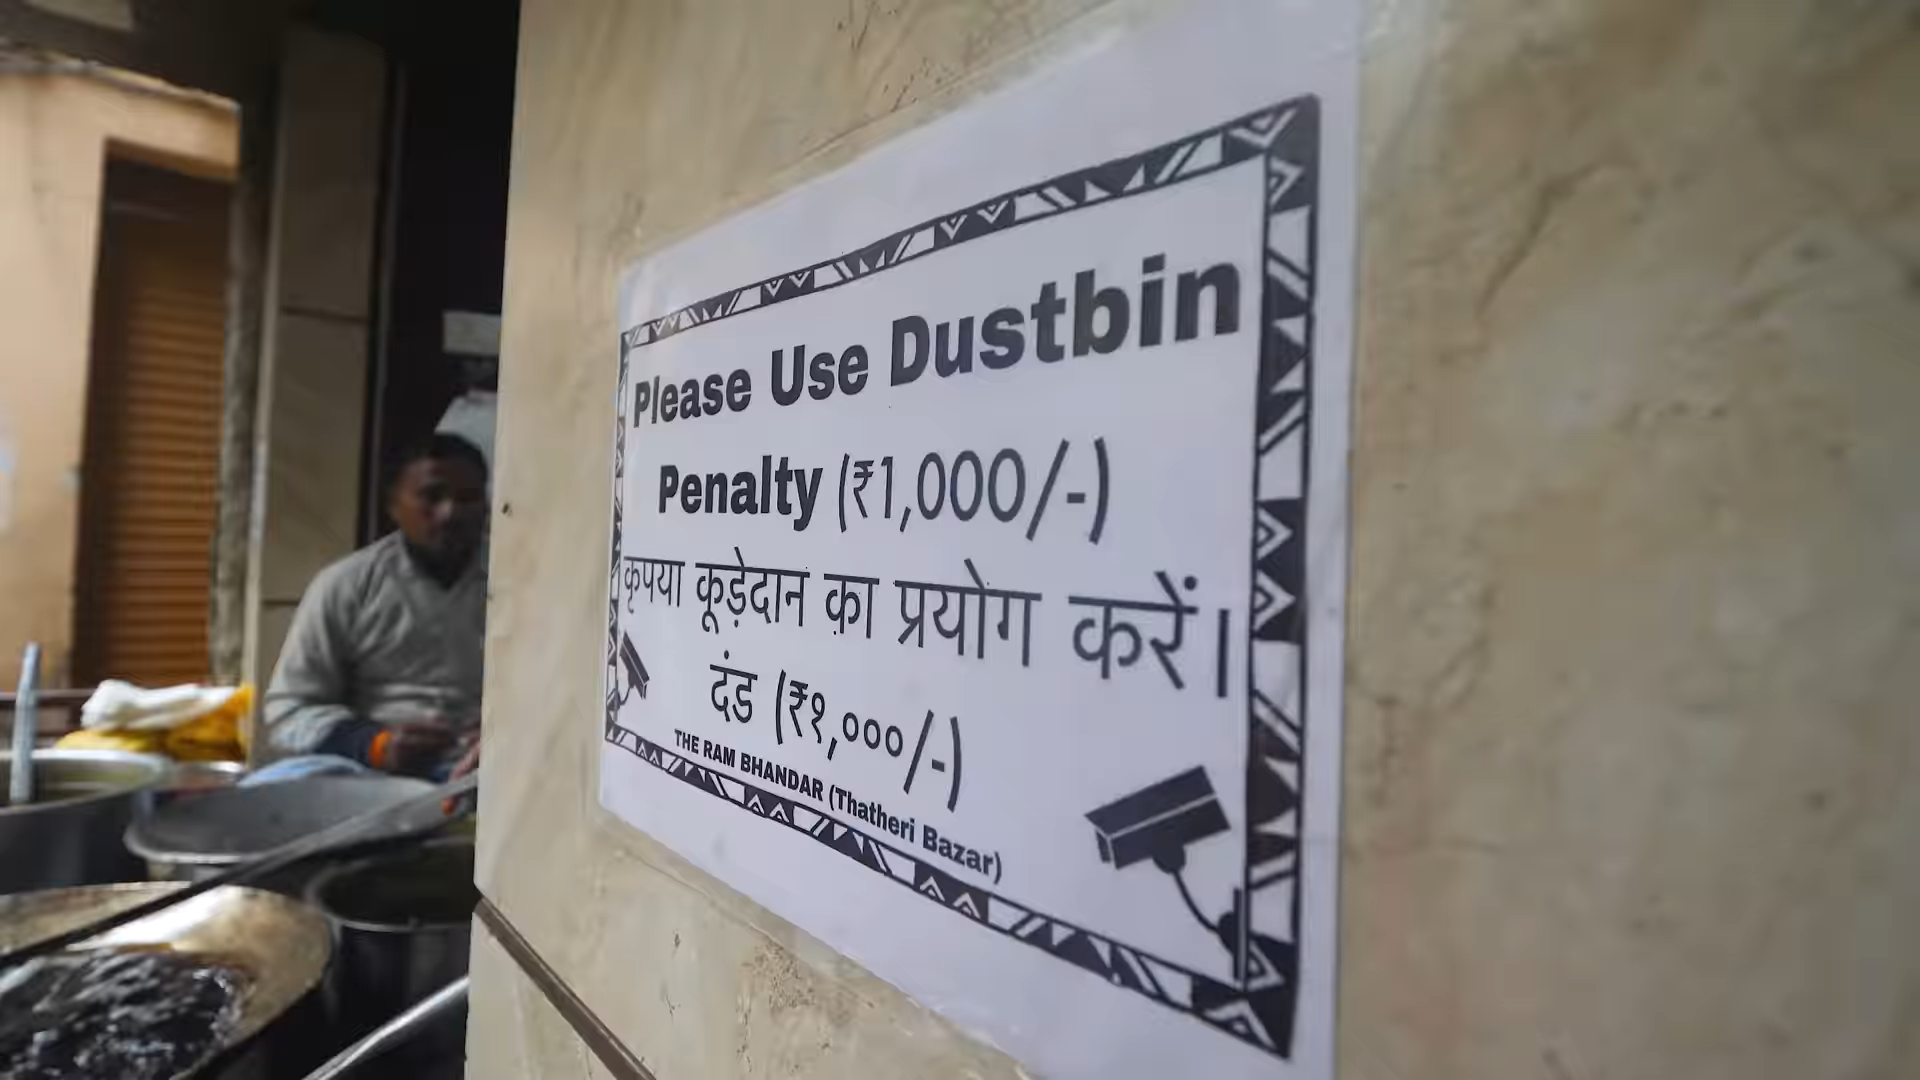 Please Use Dustbin
Penalty (₹1,000/-)
कृपया कूड़ेदान का प्रयोग करें।
दंड (₹१,०००/-)
THE RAM BHANDAR (Thatheri Bazar)